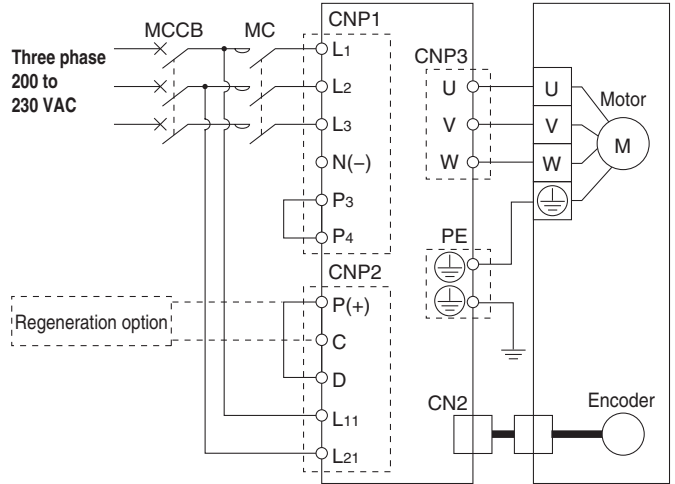 MCCB
MC
Three phase
200 to
230 VAC
CNP1
L1
L2
L3
N(−)
P3
P4
CNP2
P(+)
C
D
L11
L21
Regeneration option
CNP3
U
V
W
PE
CN2
U
V
W
Motor
M
Encoder